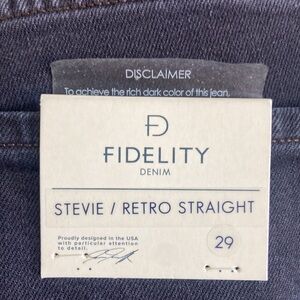 DISCLAIMER
To achieve the rich dark color of this jean,
FIDELITY
DENIM
STEVIE / RETRO STRAIGHT
Proudly designed in the USA
with particular attention
to detail.
29